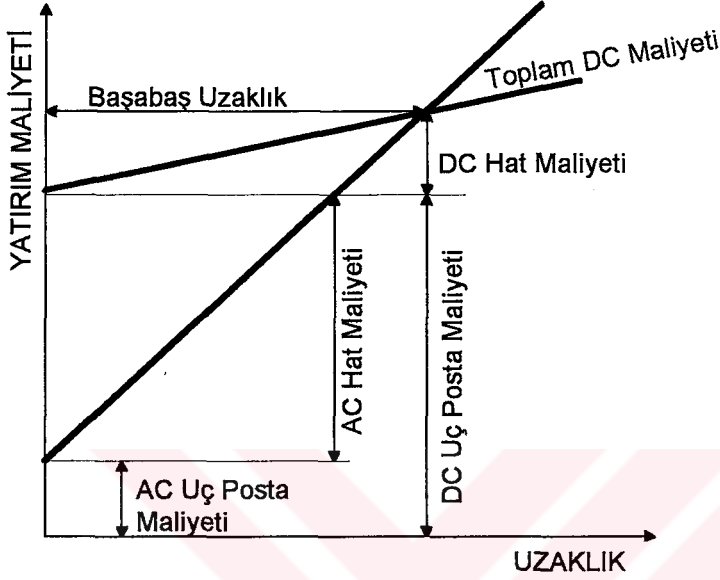 YATIRIM MALİYETİ
Başabaş Uzaklık
Toplam DC Maliyeti
DC Hat Maliyeti
AC Hat Maliyeti
DC Uç Posta Maliyeti
AC Uç Posta
Maliyeti
UZAKLIK